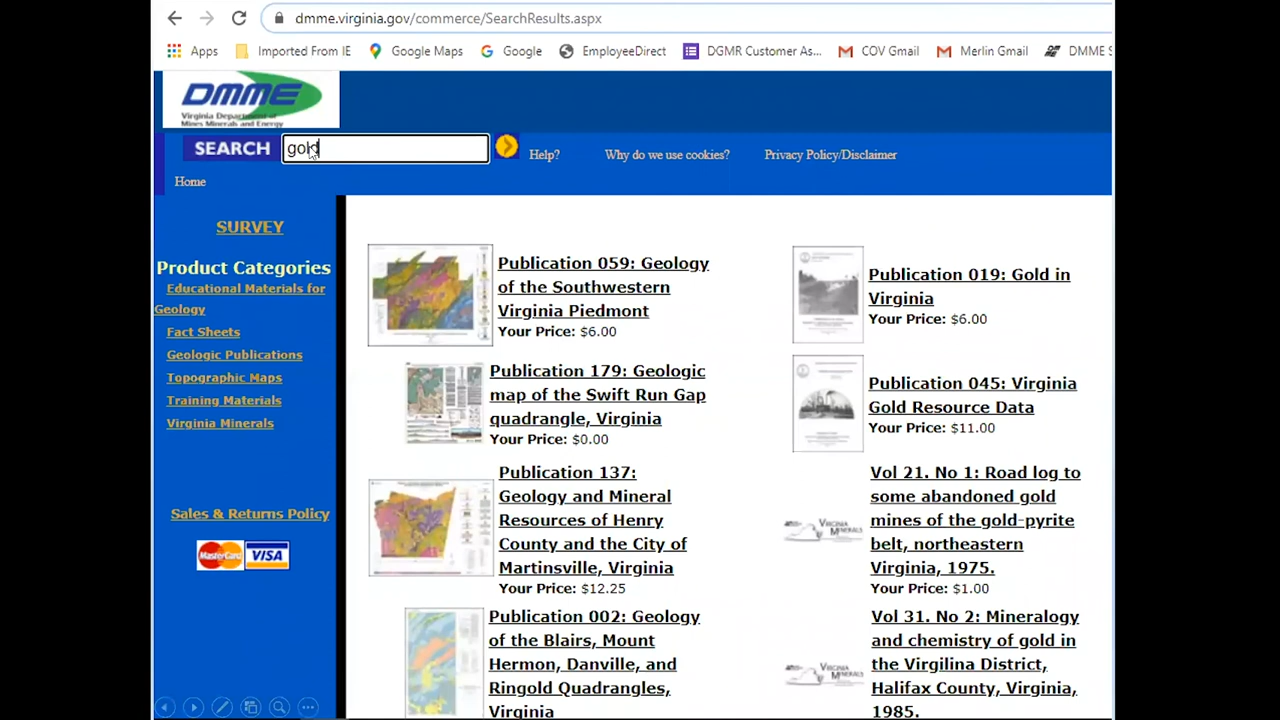 dmme.virginia.gov/commerce/SearchResults.aspx
Apps Imported From IE Google Maps Google EmployeeDirect DGMR Customer As... COV Gmail Merlin Gmail DMME S
DMME
Virginia Department of
Mines Minerals and Energy
SEARCH gold Help? Why do we use cookies? Privacy Policy/Disclaimer
Home
SURVEY
Product Categories
Educational Materials for
Geology
Fact Sheets
Geologic Publications
Topographic Maps
Training Materials
Virginia Minerals
Sales & Returns Policy
MasterCard VISA
Publication 059: Geology
of the Southwestern
Virginia Piedmont
Your Price: $6.00
Publication 019: Gold in
Virginia
Your Price: $6.00
Publication 179: Geologic
map of the Swift Run Gap
quadrangle, Virginia
Your Price: $0.00
Publication 045: Virginia
Gold Resource Data
Your Price: $11.00
Publication 137:
Geology and Mineral
Resources of Henry
County and the City of
Martinsville, Virginia
Your Price: $12.25
VIRGINIA
MINERALS
Vol 21. No 1: Road log to
some abandoned gold
mines of the gold-pyrite
belt, northeastern
Virginia, 1975.
Your Price: $1.00
Publication 002: Geology
of the Blairs, Mount
Hermon, Danville, and
Ringold Quadrangles,
Virginia
VIRGINIA
MINERALS
Vol 31. No 2: Mineralogy
and chemistry of gold in
the Virgilina District,
Halifax County, Virginia,
1985.